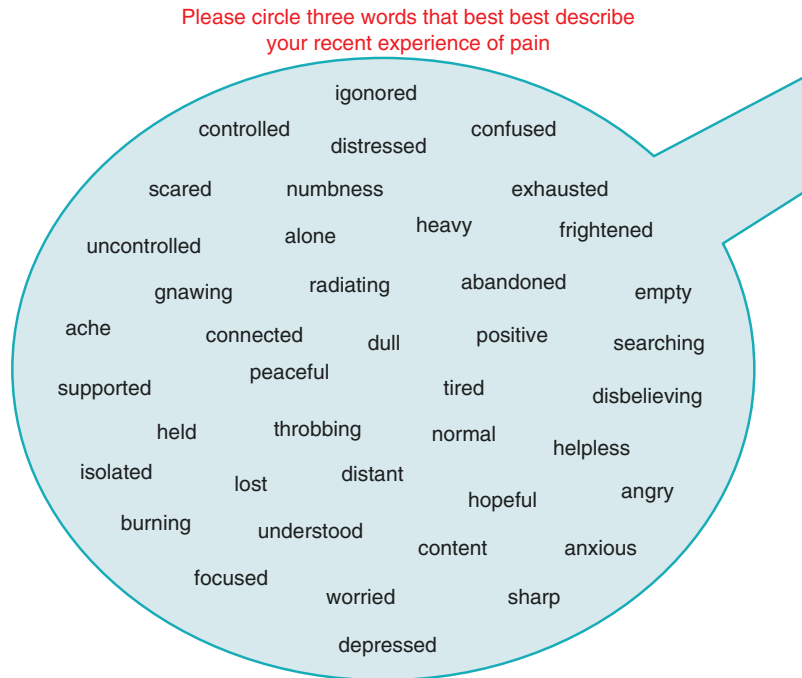 Please circle three words that best best describe
your recent experience of pain
igonored
controlled
confused
distressed
scared
numbness
exhausted
heavy
frightened
uncontrolled
alone
gnawing
radiating
abandoned
empty
ache
connected
dull
positive
searching
peaceful
supported
tired
disbelieving
held
throbbing
normal
helpless
isolated
lost
distant
hopeful
angry
burning
understood
content
anxious
focused
worried
sharp
depressed